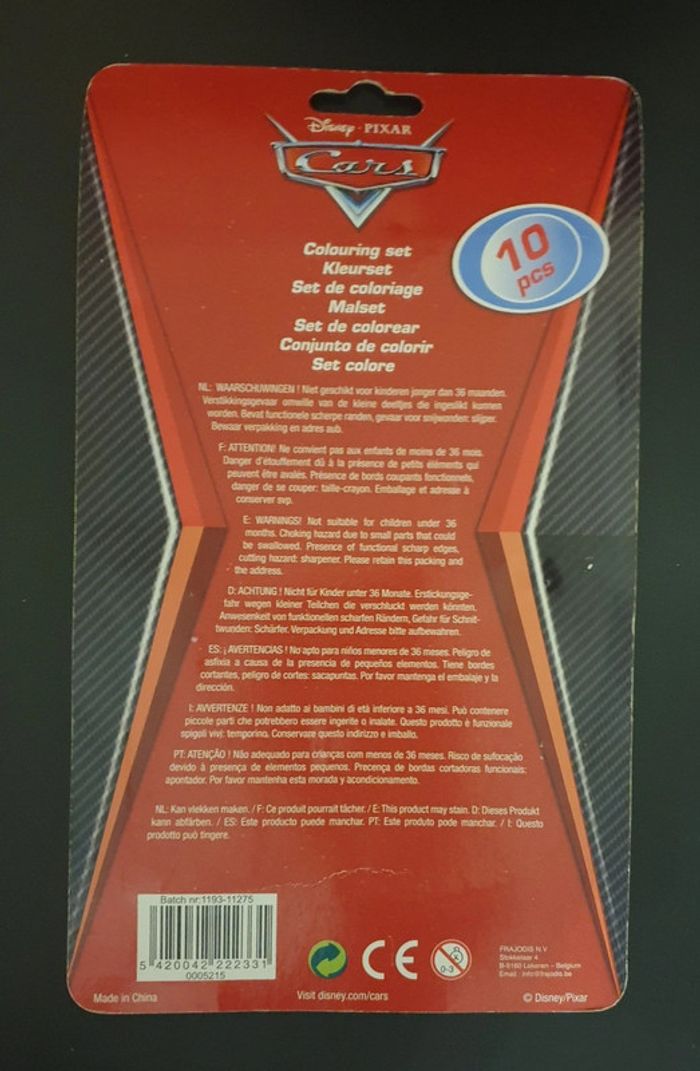 Disney · PIXAR
Cars
Colouring set
Kleurset
Set de coloriage
Malset
Set de colorear
Conjunto de colorir
Set colore
10
pcs
NL: WAARSCHUWINGEN ! Niet geschikt voor kinderen jonger dan 36 maanden.
Verstikkingsgevaar omwille van de kleine deeltjes die ingeslikt kunnen
worden. Bevat functionele scherpe randen, gevaar voor snijwonden: slijper.
Bewaar verpakking en adres aub.
F: ATTENTION! Ne convient pas aux enfants de moins de 36 mois.
Danger d'étouffement dû à la présence de petits éléments qui
peuvent être avalés. Présence de bords coupants fonctionnels,
danger de se couper: taille-crayon. Emballage et adresse à
conserver svp.
E: WARNINGS! Not suitable for children under 36
months. Choking hazard due to small parts that could
be swallowed. Presence of functional scharp edges,
cutting hazard: sharpener. Please retain this packing and
the address.
D: ACHTUNG ! Nicht für Kinder unter 36 Monate. Erstickungsge-
fahr wegen kleiner Teilchen die verschluckt werden könnten.
Anwesenkeit von funktionellen scharfen Rändern, Gefahr für Schnit-
twunden: Schärfer. Verpackung und Adresse bitte aufbewahren.
ES: ¡ AVERTENCIAS ! No apto para niños menores de 36 meses. Peligro de
asfixia a causa de la presencia de pequeños elementos. Tiene bordes
cortantes, peligro de cortes: sacapuntas. Por favor mantenga el embalaje y la
dirección.
I: AVVERTENZE ! Non adatto ai bambini di età inferiore a 36 mesi. Può contenere
piccole parti che potrebbero essere ingerite o inalate. Questo prodotto è funzionale
spigoli vivi: temporino. Conservare questo indirizzo e imballo.
PT: ATENÇÃO ! Não adequado para crianças com menos de 36 meses. Risco de sufocação
devido à presença de elementos pequenos. Precença de bordas cortadoras funcionais:
apontador. Por favor mantenha esta morada y acondicionamento.
NL: Kan vlekken maken. / F: Ce produit pourrait tâcher. / E: This product may stain. D: Dieses Produkt
kann abfärben. / ES: Este producto puede manchar. PT: Este produto pode manchar. / I: Questo
prodotto può tingere.
Batch nr:1193-11275
5 420042 222331
0005215
CE
0-3
FRAJODIS N.V
Stokkelaar 4
B-9160 Lokeren – Belgium
Email : info@frajodis.be
Made in China
Visit disney.com/cars
© Disney/Pixar